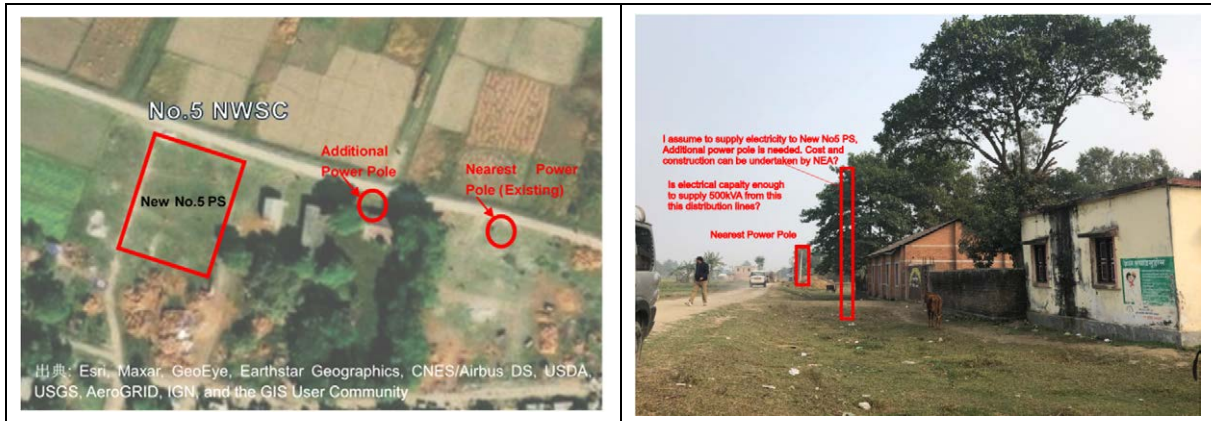 No.5 NWSC
Additional
Power Pole
Nearest Power
Pole (Existing)
New No.5 PS
出典: Esri, Maxar, GeoEye, Earthstar Geographics, CNES/Airbus DS, USDA,
USGS, AeroGRID, IGN, and the GIS User Community
I assume to supply electricity to New No5 PS,
Additional power pole is needed. Cost and
construction can be undertaken by NEA?
Is electrical capaity enough
to supply 500kVA from this
this distribution lines?
Nearest Power Pole